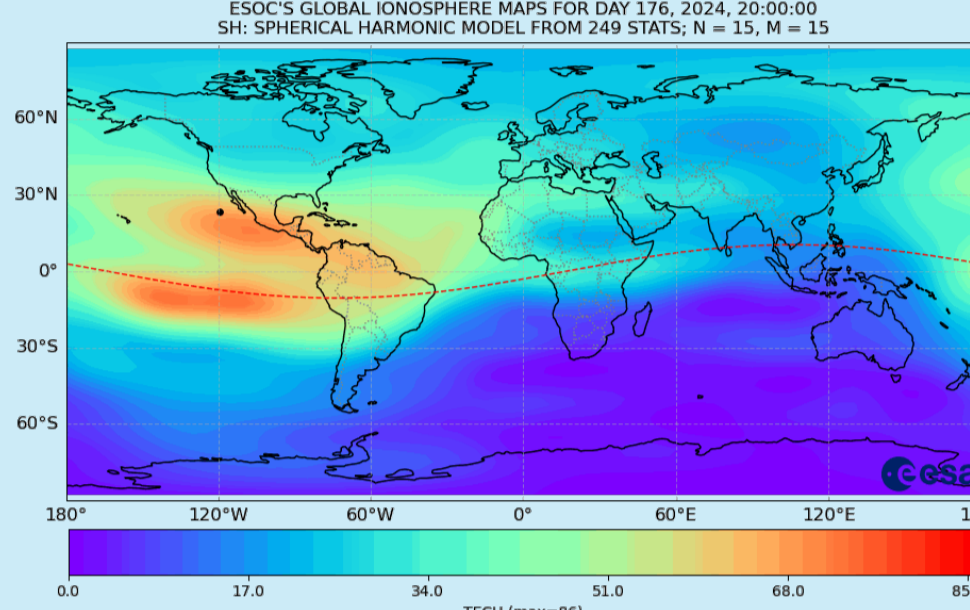 ESOC'S GLOBAL IONOSPHERE MAPS FOR DAY 176, 2024, 20:00:00
SH: SPHERICAL HARMONIC MODEL FROM 249 STATS; N = 15, M = 15
60°N
30°N
0°
30°S
60°S
esa
180° 120°W 60°W 0° 60°E 120°E
0.0 17.0 34.0 51.0 68.0 85